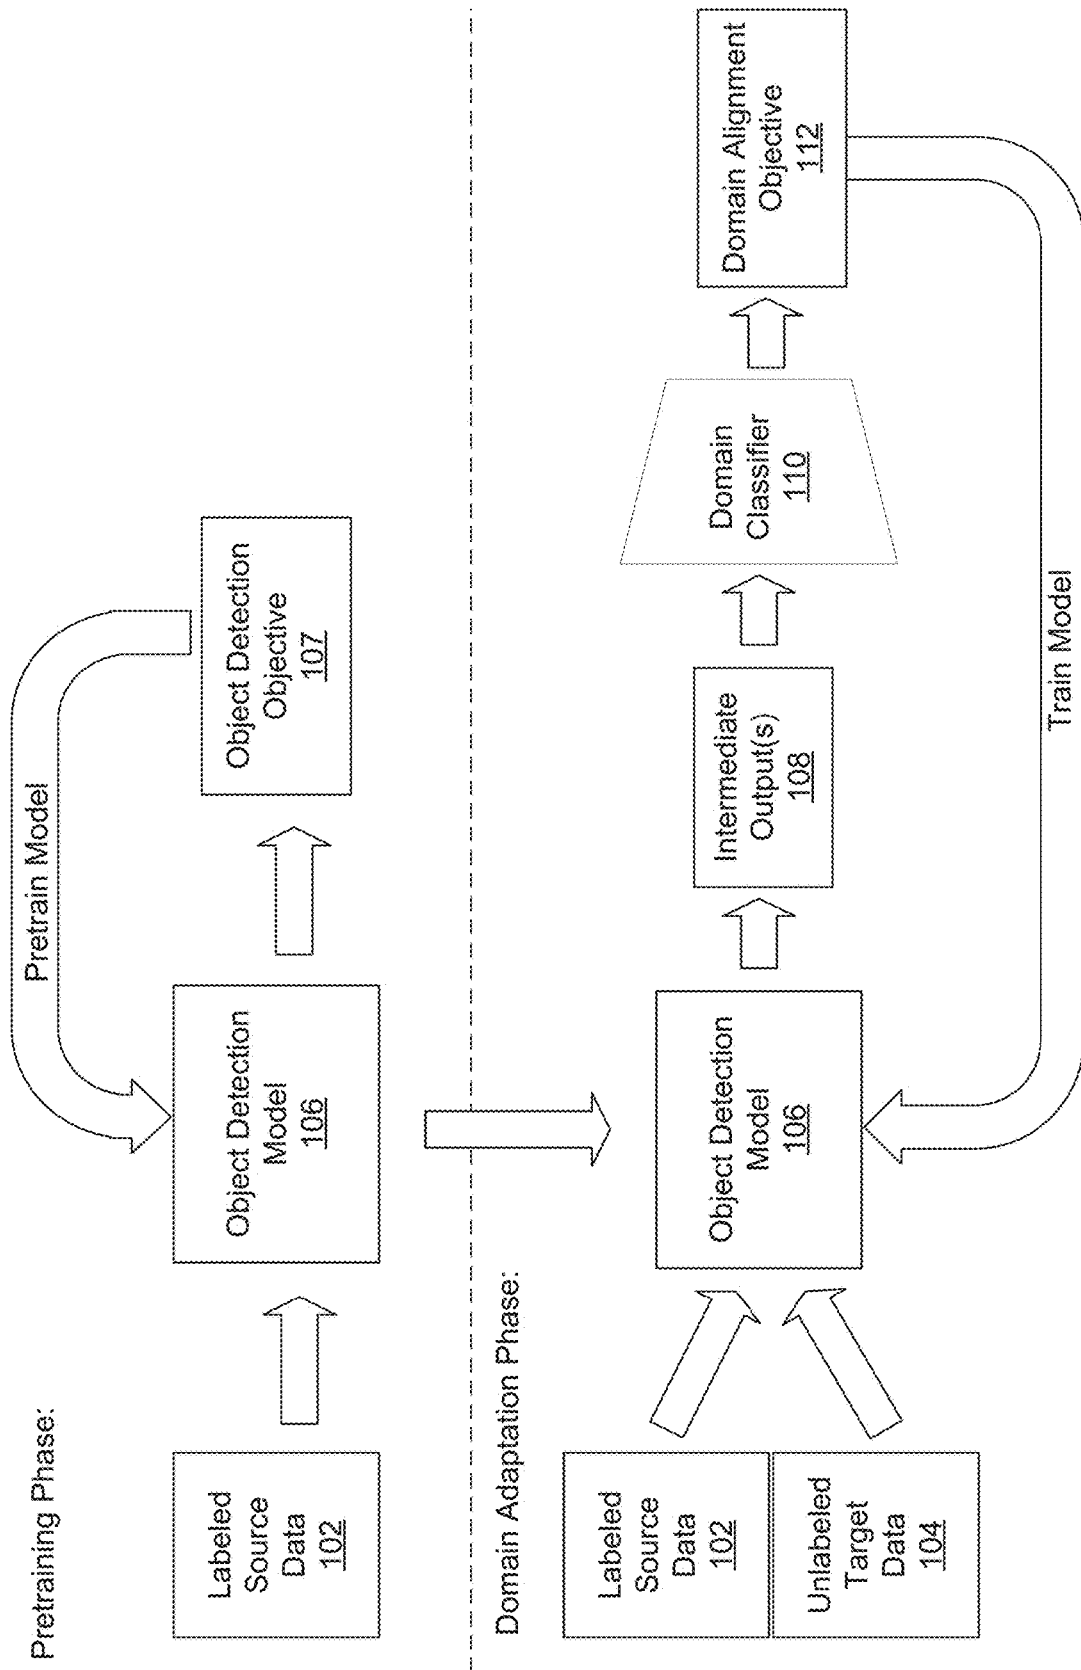 Pretraining Phase:
Pretrain Model
Labeled
Source
Data
102
Object Detection
Model
106
Object Detection
Objective
107
Domain Adaptation Phase:
Labeled
Source
Data
102
Unlabeled
Target
Data
104
Object Detection
Model
106
Intermediate
Output(s)
108
Domain
Classifier
110
Domain Alignment
Objective
112
Train Model